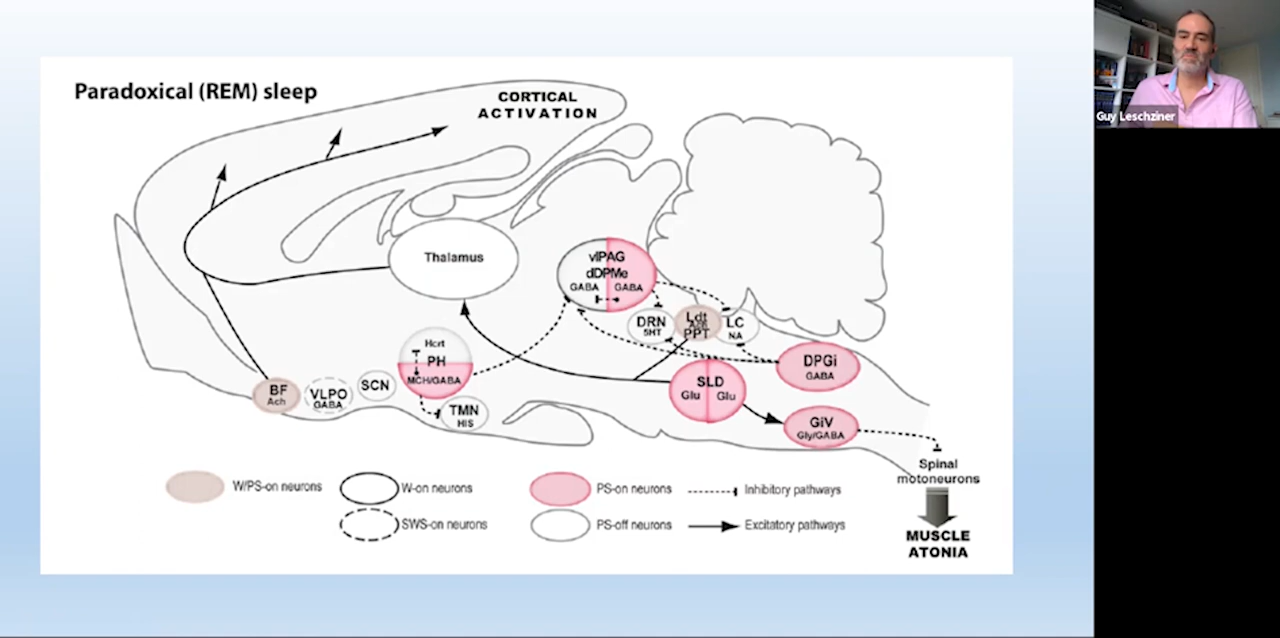 Paradoxical (REM) sleep
CORTICAL
ACTIVATION
Guy Leschziner
Thalamus
vlPAG
dDPMe
GABA GABA
DRN
5HT
Ldt
PPT
LC
NA
Hcrt
PH
MCH/GABA
BF
Ach
VLPO
GABA
SCN
TMN
HIS
SLD
Glu Glu
DPGi
GABA
GiV
Gly/GABA
Spinal
motoneurons
MUSCLE
ATONIA
W/PS-on neurons
W-on neurons
PS-on neurons
Inhibitory pathways
SWS-on neurons
PS-off neurons
Excitatory pathways